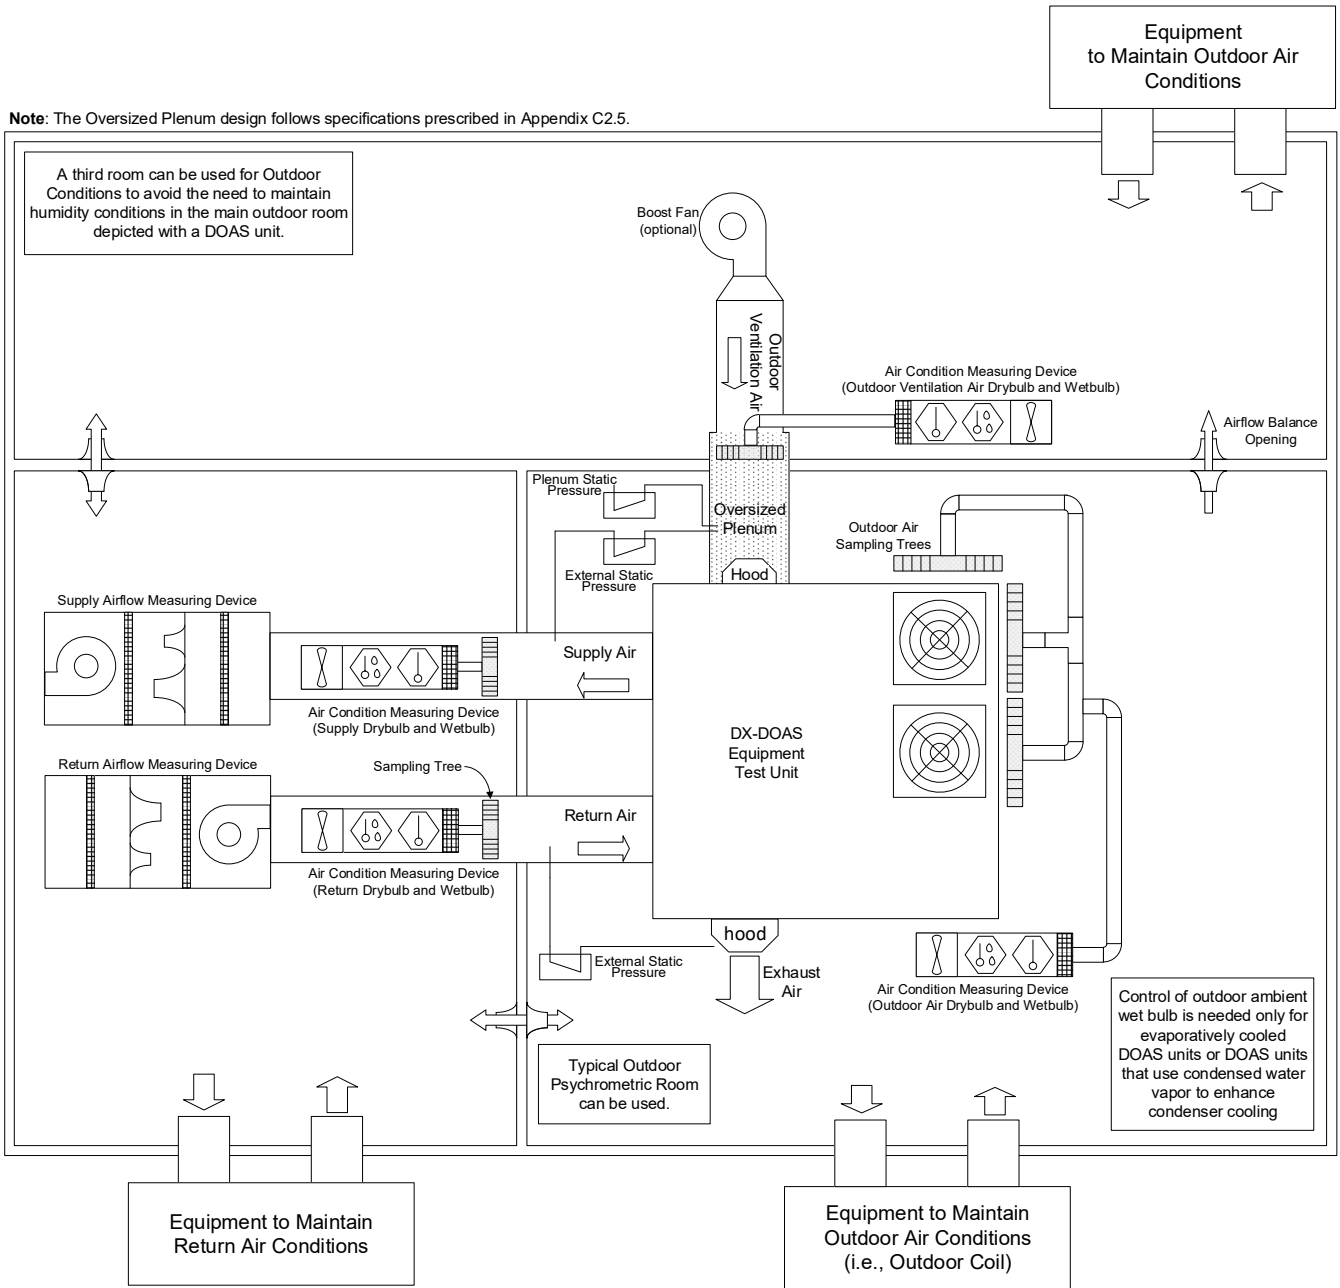 Equipment
to Maintain Outdoor Air
Conditions
Note: The Oversized Plenum design follows specifications prescribed in Appendix C2.5.
A third room can be used for Outdoor
Conditions to avoid the need to maintain
humidity conditions in the main outdoor room
depicted with a DOAS unit.
Boost Fan
(optional)
Outdoor
Ventilation Air
Air Condition Measuring Device
(Outdoor Ventilation Air Drybulb and Wetbulb)
Airflow Balance
Opening
Plenum Static
Pressure
Oversized
Plenum
Outdoor Air
Sampling Trees
External Static
Pressure
Hood
Supply Airflow Measuring Device
Supply Air
Air Condition Measuring Device
(Supply Drybulb and Wetbulb)
DX-DOAS
Equipment
Test Unit
Return Airflow Measuring Device
Sampling Tree
Return Air
Air Condition Measuring Device
(Return Drybulb and Wetbulb)
hood
External Static
Pressure
Exhaust
Air
Air Condition Measuring Device
(Outdoor Air Drybulb and Wetbulb)
Control of outdoor ambient
wet bulb is needed only for
evaporatively cooled
DOAS units or DOAS units
that use condensed water
vapor to enhance
condenser cooling
Typical Outdoor
Psychrometric Room
can be used.
Equipment to Maintain
Return Air Conditions
Equipment to Maintain
Outdoor Air Conditions
(i.e., Outdoor Coil)